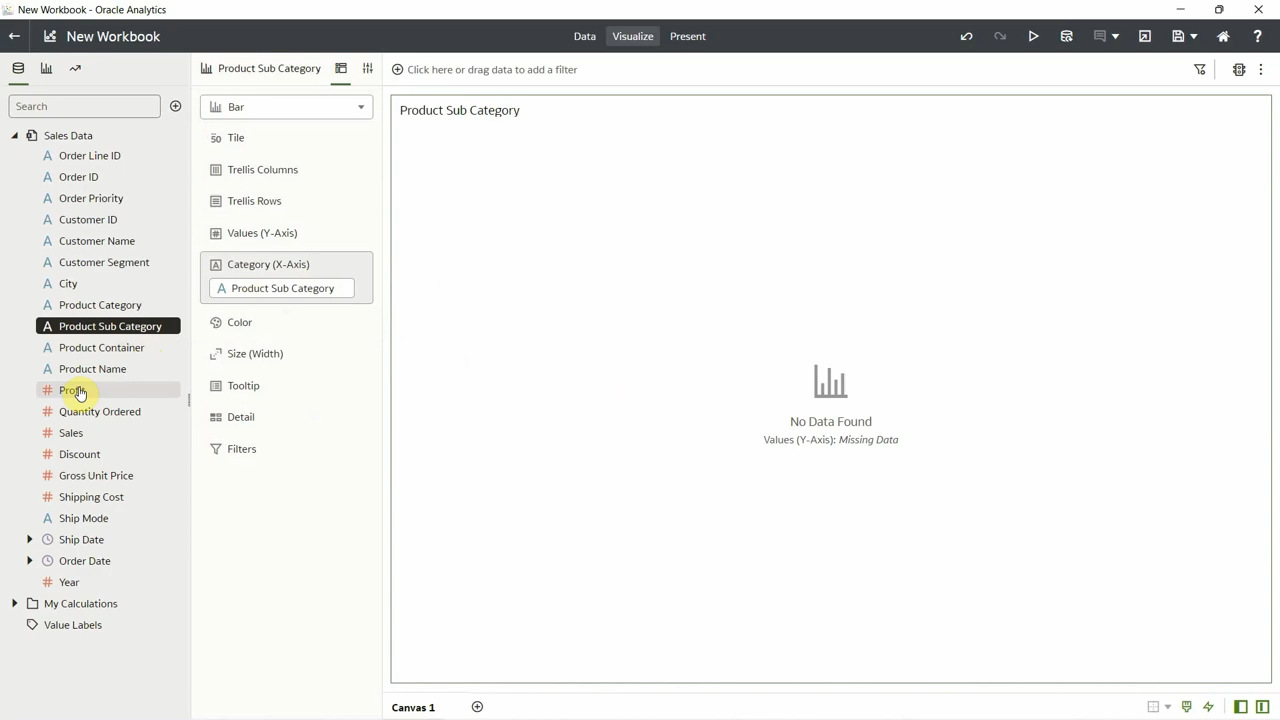 New Workbook - Oracle Analytics
New Workbook
Data
Visualize
Present
Product Sub Category
Click here or drag data to add a filter
Search
Bar
Product Sub Category
Sales Data
Order Line ID
Order ID
Order Priority
Customer ID
Customer Name
Customer Segment
City
Product Category
Product Sub Category
Product Container
Product Name
Quantity Ordered
Sales
Discount
Gross Unit Price
Shipping Cost
Ship Mode
Ship Date
Order Date
Year
My Calculations
Value Labels
50 Tile
Trellis Columns
Trellis Rows
Values (Y-Axis)
Category (X-Axis)
A Product Sub Category
Color
Size (Width)
Tooltip
Detail
Filters
No Data Found
Values (Y-Axis): Missing Data
Canvas 1